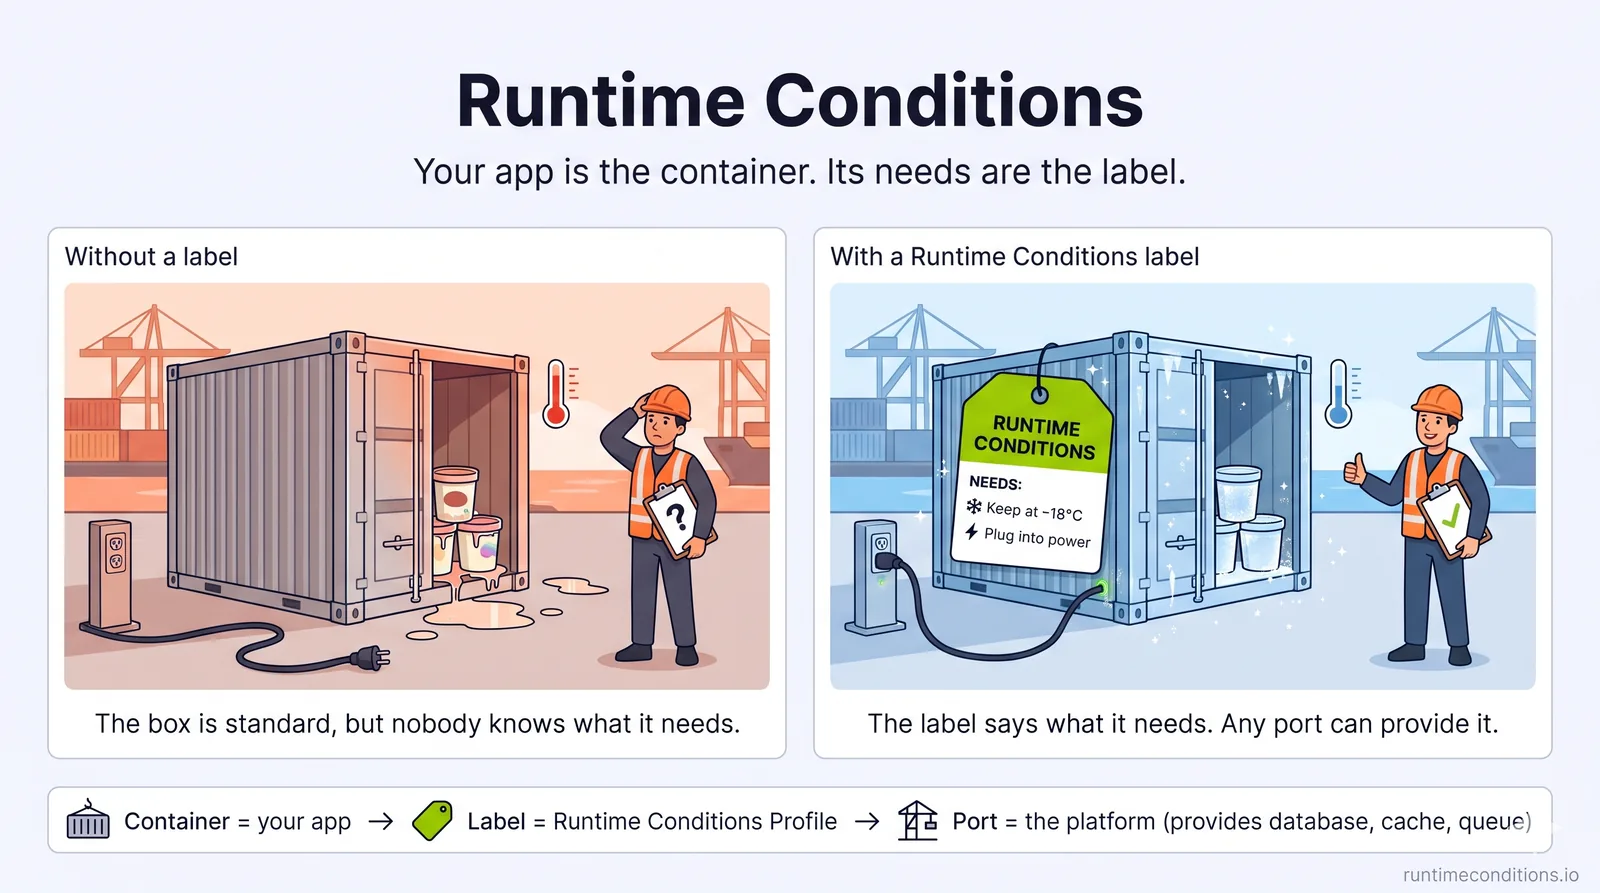 Runtime Conditions
Your app is the container. Its needs are the label.
Without a label
?
The box is standard, but nobody knows what it needs.
With a Runtime Conditions label
RUNTIME
CONDITIONS
NEEDS:
Keep at −18°C
Plug into power
The label says what it needs. Any port can provide it.
Container = your app → Label = Runtime Conditions Profile → Port = the platform (provides database, cache, queue)
runtimeconditions.io